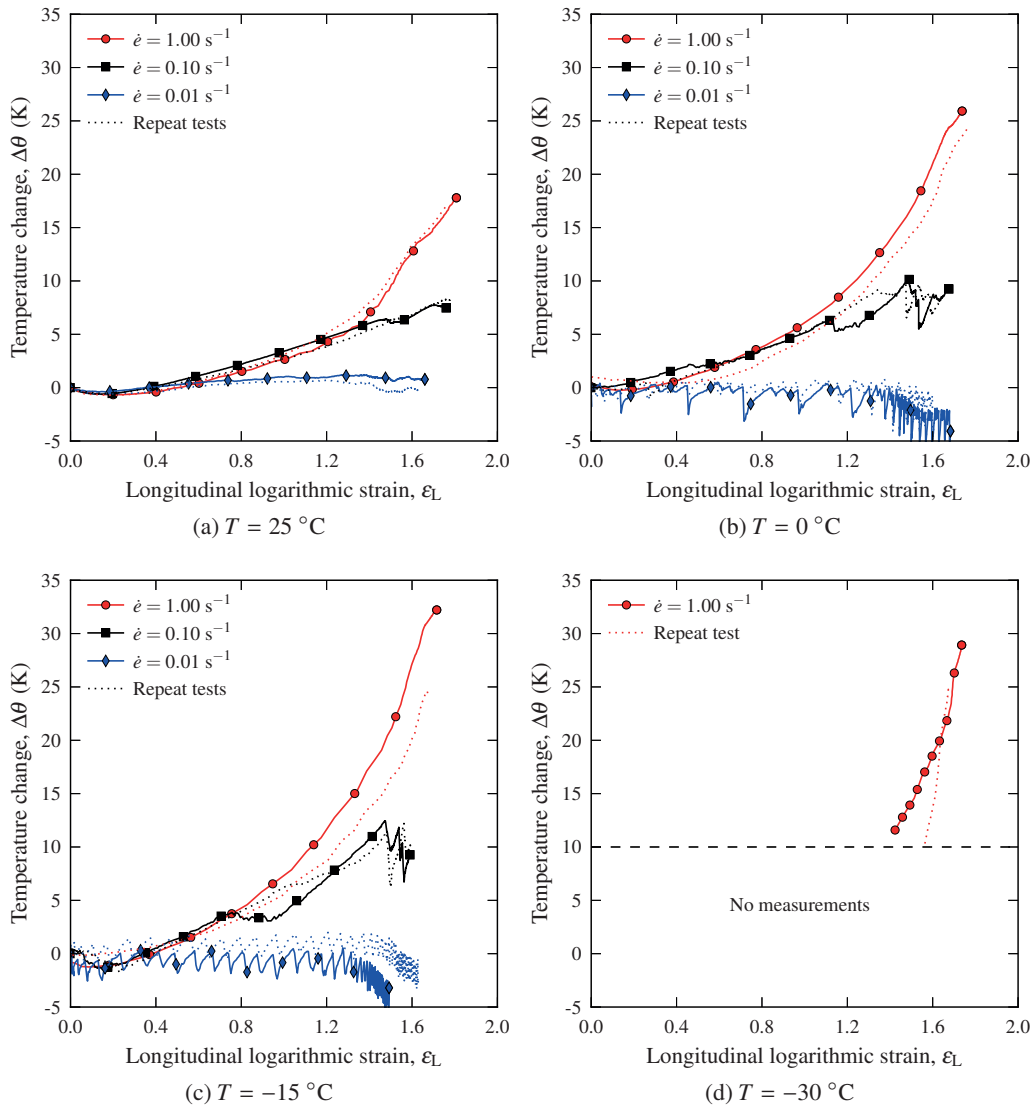 35
30
25
20
15
10
5
0
-5
Temperature change, Δθ (K)
ė = 1.00 s⁻¹
ė = 0.10 s⁻¹
ė = 0.01 s⁻¹
Repeat tests
0.0 0.4 0.8 1.2 1.6 2.0
Longitudinal logarithmic strain, ε_L
(a) T = 25 °C
35
30
25
20
15
10
5
0
-5
Temperature change, Δθ (K)
ė = 1.00 s⁻¹
ė = 0.10 s⁻¹
ė = 0.01 s⁻¹
Repeat tests
0.0 0.4 0.8 1.2 1.6 2.0
Longitudinal logarithmic strain, ε_L
(b) T = 0 °C
35
30
25
20
15
10
5
0
-5
Temperature change, Δθ (K)
ė = 1.00 s⁻¹
ė = 0.10 s⁻¹
ė = 0.01 s⁻¹
Repeat tests
0.0 0.4 0.8 1.2 1.6 2.0
Longitudinal logarithmic strain, ε_L
(c) T = −15 °C
35
30
25
20
15
10
5
0
-5
Temperature change, Δθ (K)
ė = 1.00 s⁻¹
Repeat test
No measurements
0.0 0.4 0.8 1.2 1.6 2.0
Longitudinal logarithmic strain, ε_L
(d) T = −30 °C